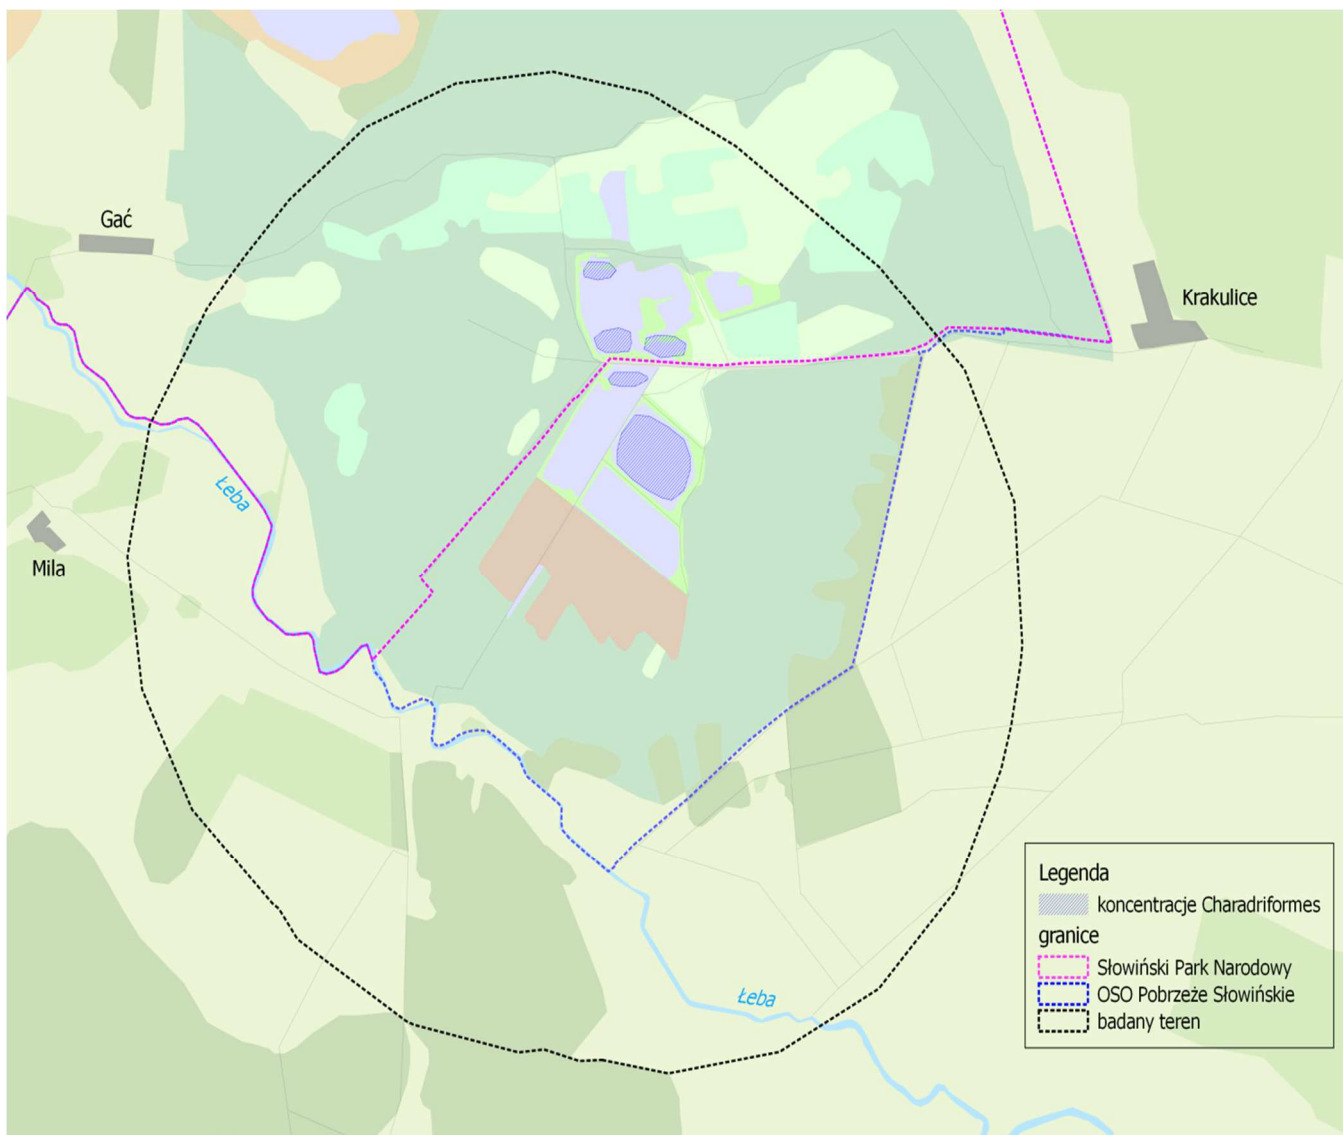 Gać
Krakulice
Łeba
Mila
Legenda
koncentracje Charadriformes
granice
Słowiński Park Narodowy
OSO Pobrzeże Słowińskie
badany teren
Łeba